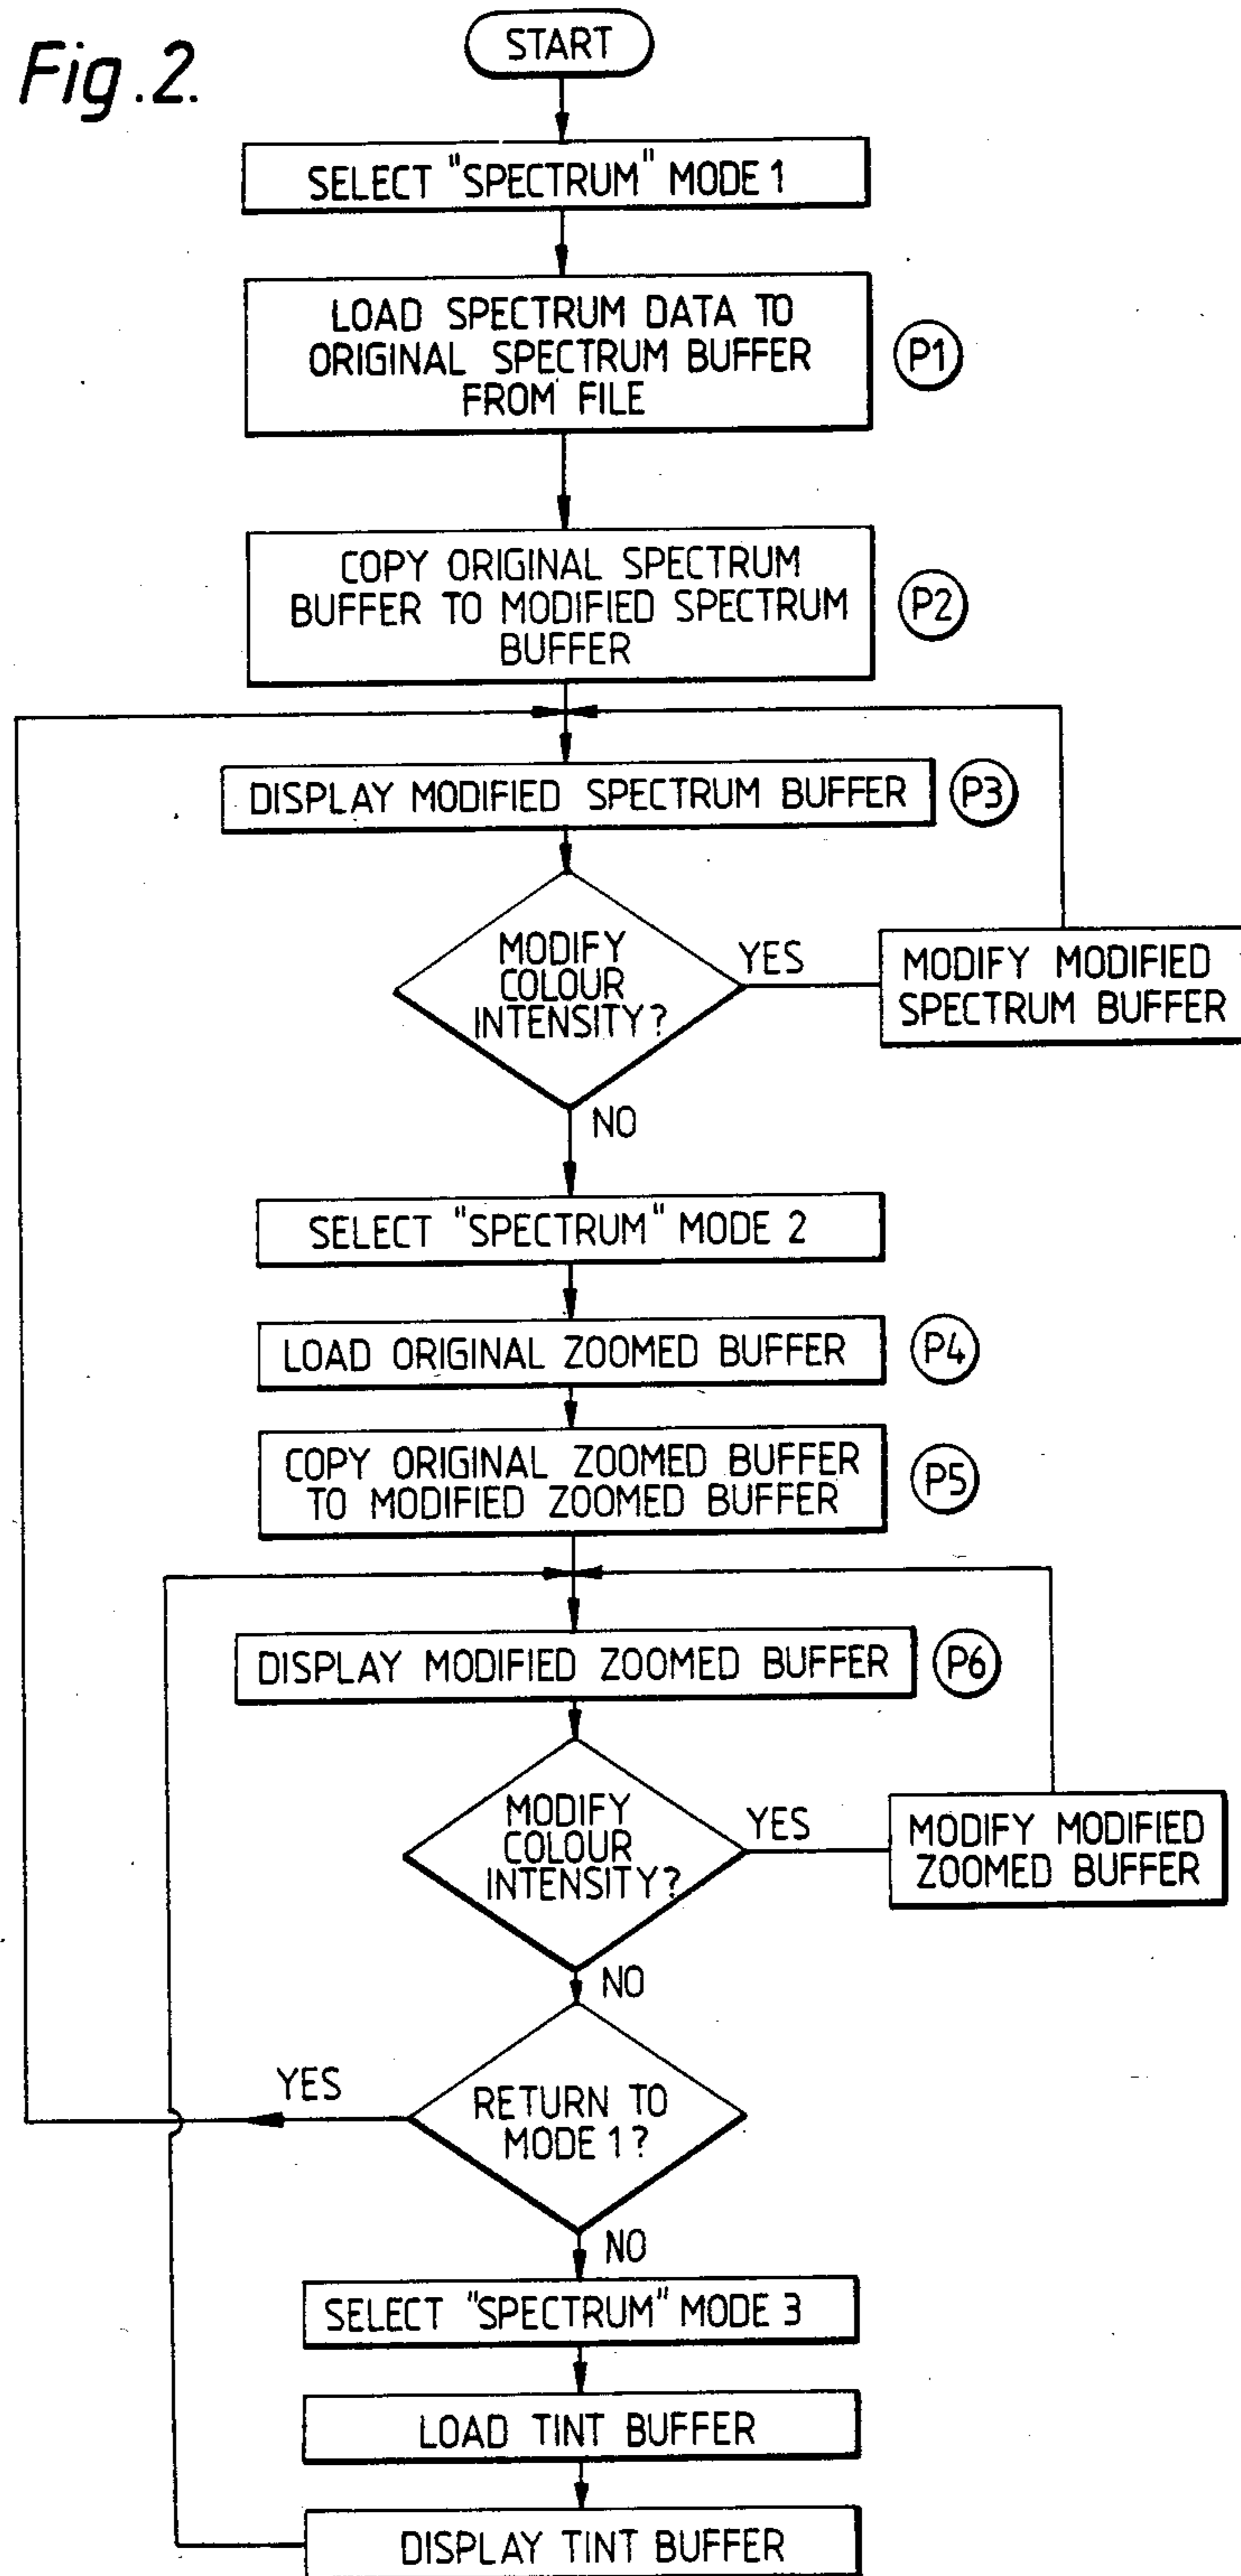 Fig.2.
START
SELECT "SPECTRUM" MODE 1
LOAD SPECTRUM DATA TO
ORIGINAL SPECTRUM BUFFER
FROM FILE
P1
COPY ORIGINAL SPECTRUM
BUFFER TO MODIFIED SPECTRUM
BUFFER
P2
DISPLAY MODIFIED SPECTRUM BUFFER
P3
MODIFY
COLOUR
INTENSITY?
YES
MODIFY MODIFIED
SPECTRUM BUFFER
NO
SELECT "SPECTRUM" MODE 2
LOAD ORIGINAL ZOOMED BUFFER
P4
COPY ORIGINAL ZOOMED BUFFER
TO MODIFIED ZOOMED BUFFER
P5
DISPLAY MODIFIED ZOOMED BUFFER
P6
MODIFY
COLOUR
INTENSITY?
YES
MODIFY MODIFIED
ZOOMED BUFFER
NO
RETURN TO
MODE 1?
YES
NO
SELECT "SPECTRUM" MODE 3
LOAD TINT BUFFER
DISPLAY TINT BUFFER